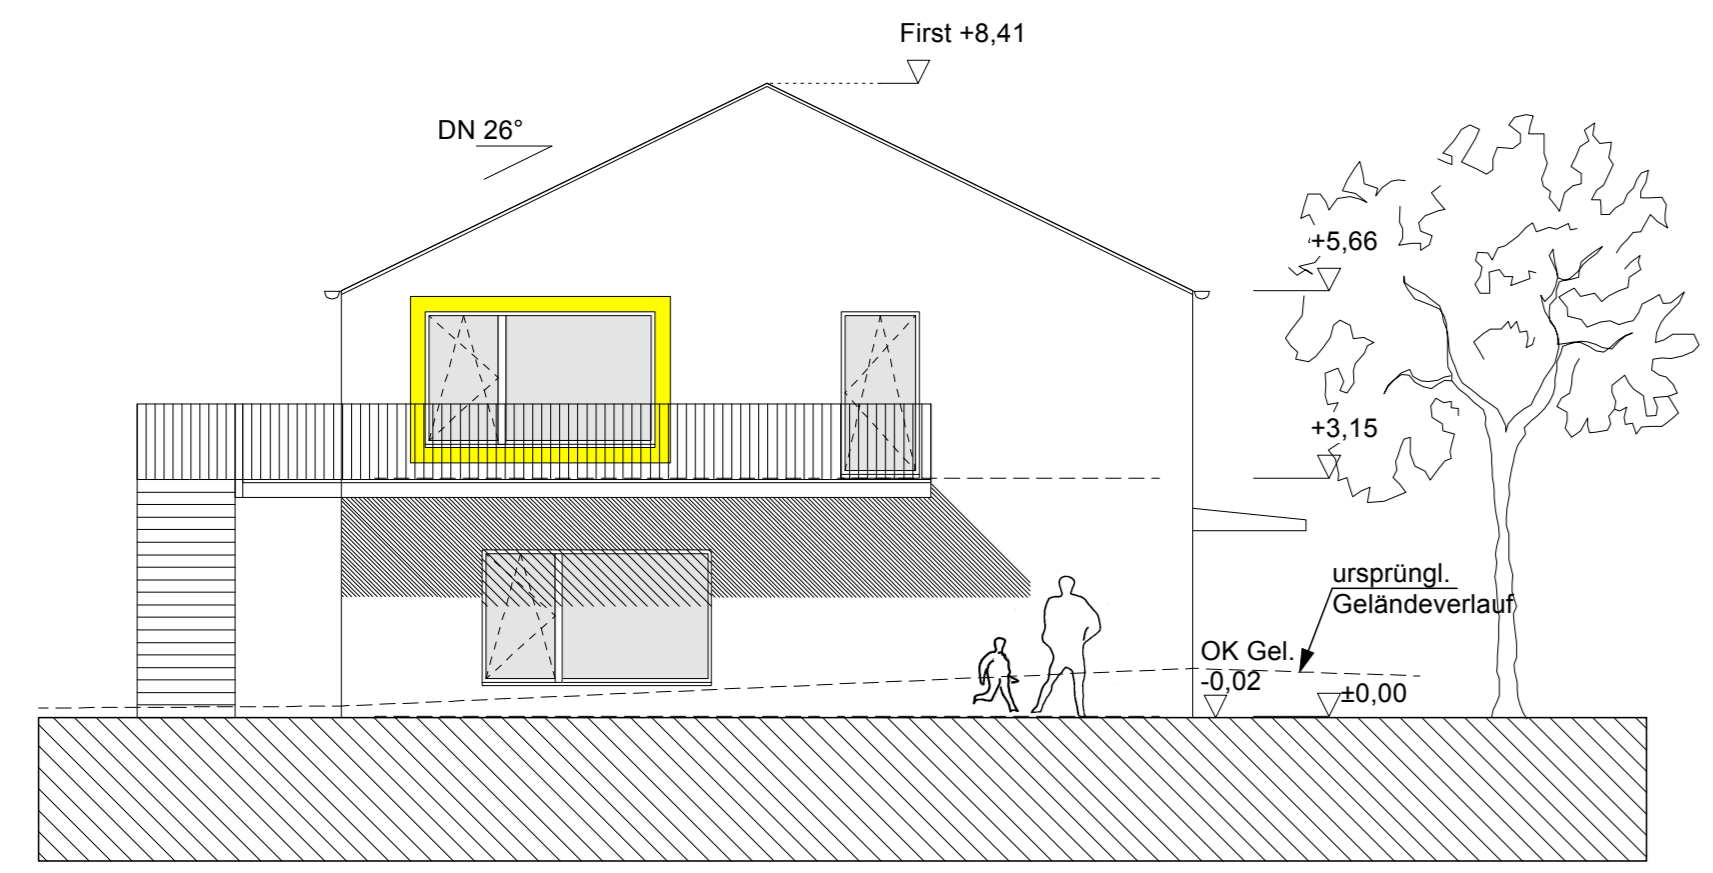 First +8,41
DN 26°
+5,66
+3,15
ursprüngl.
Geländeverlauf
OK Gel.
-0,02
±0,00